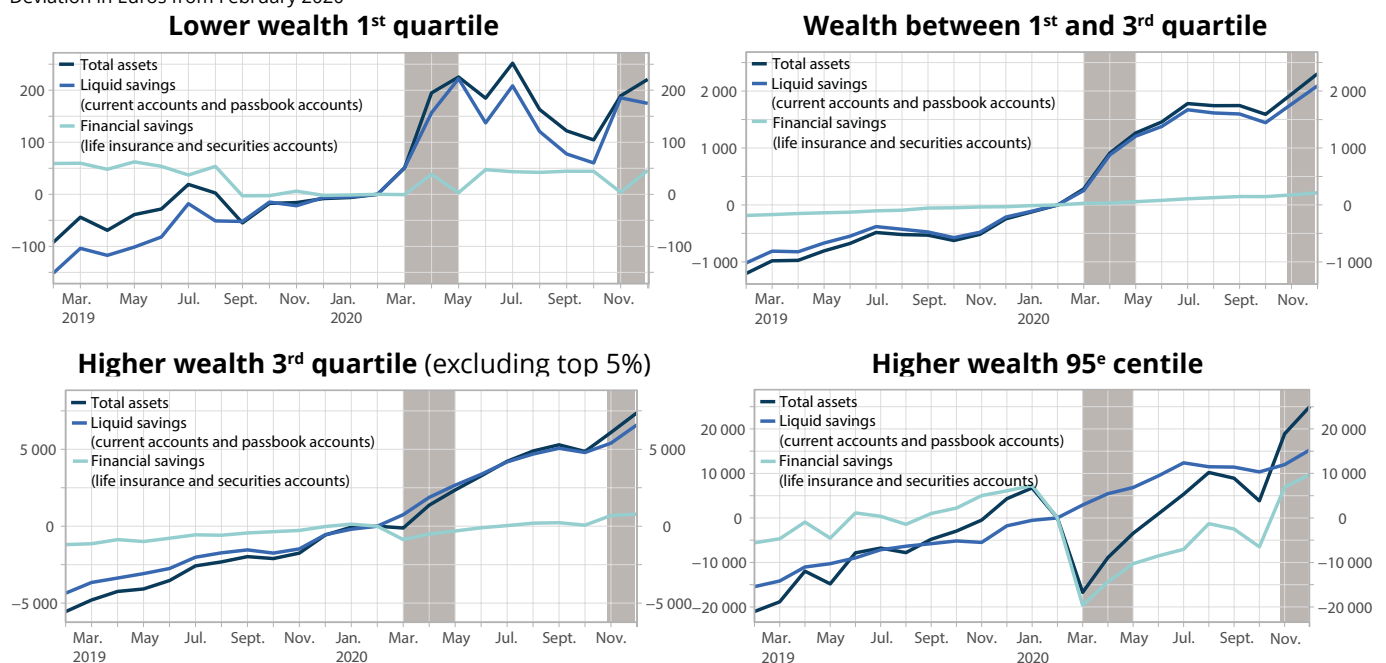 Deviation in Euros from February 2020
Lower wealth 1st quartile
Total assets
Liquid savings
(current accounts and passbook accounts)
Financial savings
(life insurance and securities accounts)
200 200
100 100
0 0
−100 −100
Mar. May Jul. Sept. Nov. Jan. Mar. May Jul. Sept. Nov.
2019 2020
Wealth between 1st and 3rd quartile
Total assets
Liquid savings
(current accounts and passbook accounts)
Financial savings
(life insurance and securities accounts)
2 000 2 000
1 000 1 000
0 0
−1 000 −1 000
Mar. May Jul. Sept. Nov. Jan. Mar. May Jul. Sept. Nov.
2019 2020
Higher wealth 3rd quartile (excluding top 5%)
Total assets
Liquid savings
(current accounts and passbook accounts)
Financial savings
(life insurance and securities accounts)
5 000 5 000
0 0
−5 000 −5 000
Mar. May Jul. Sept. Nov. Jan. Mar. May Jul. Sept. Nov.
2019 2020
Higher wealth 95e centile
Total assets
Liquid savings
(current accounts and passbook accounts)
Financial savings
(life insurance and securities accounts)
20 000 20 000
10 000 10 000
0 0
−10 000 −10 000
−20 000 −20 000
Mar. May Jul. Sept. Nov. Jan. Mar. May Jul. Sept. Nov.
2019 2020